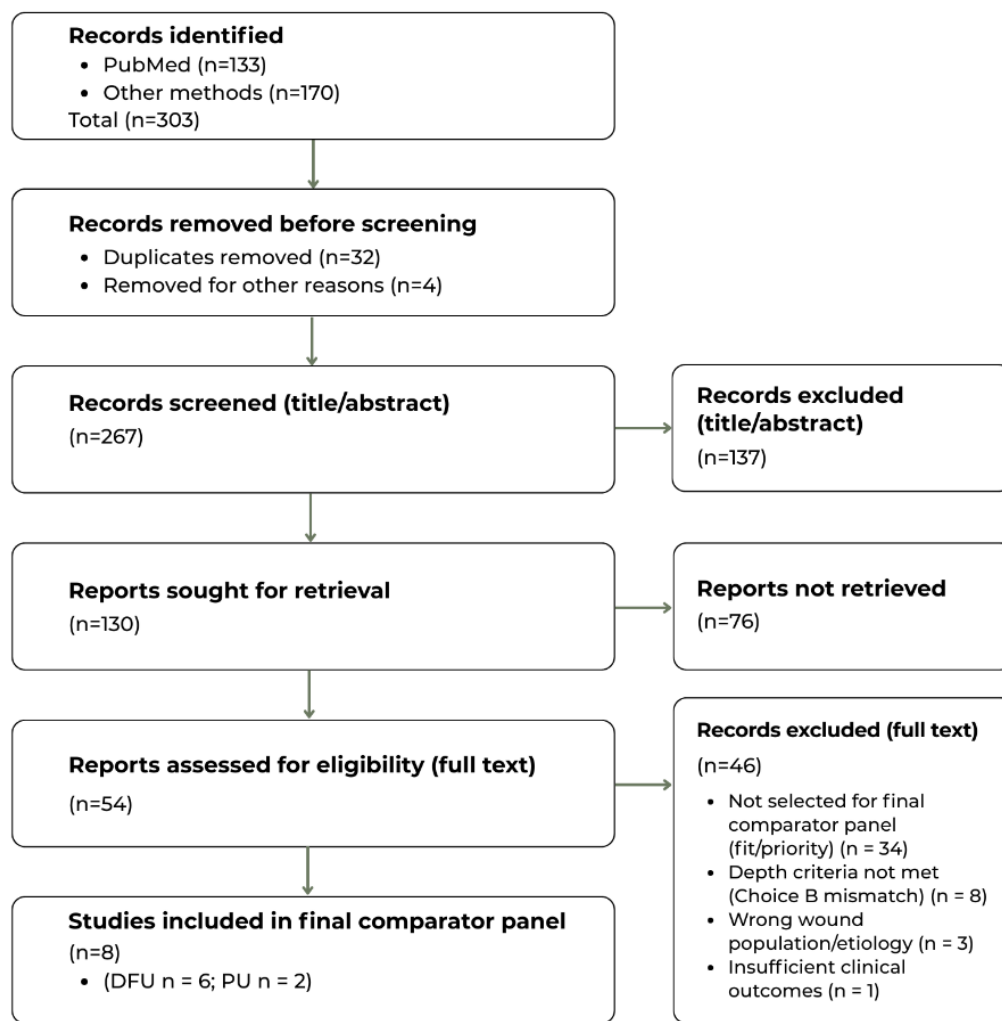 Records identified
• PubMed (n=133)
• Other methods (n=170)
Total (n=303)
Records removed before screening
• Duplicates removed (n=32)
• Removed for other reasons (n=4)
Records screened (title/abstract)
(n=267)
Records excluded
(title/abstract)
(n=137)
Reports sought for retrieval
(n=130)
Reports not retrieved
(n=76)
Reports assessed for eligibility (full text)
(n=54)
Records excluded (full text)
(n=46)
• Not selected for final
comparator panel
(fit/priority) (n = 34)
• Depth criteria not met
(Choice B mismatch) (n = 8)
• Wrong wound
population/etiology (n = 3)
• Insufficient clinical
outcomes (n = 1)
Studies included in final comparator panel
(n=8)
• (DFU n = 6; PU n = 2)